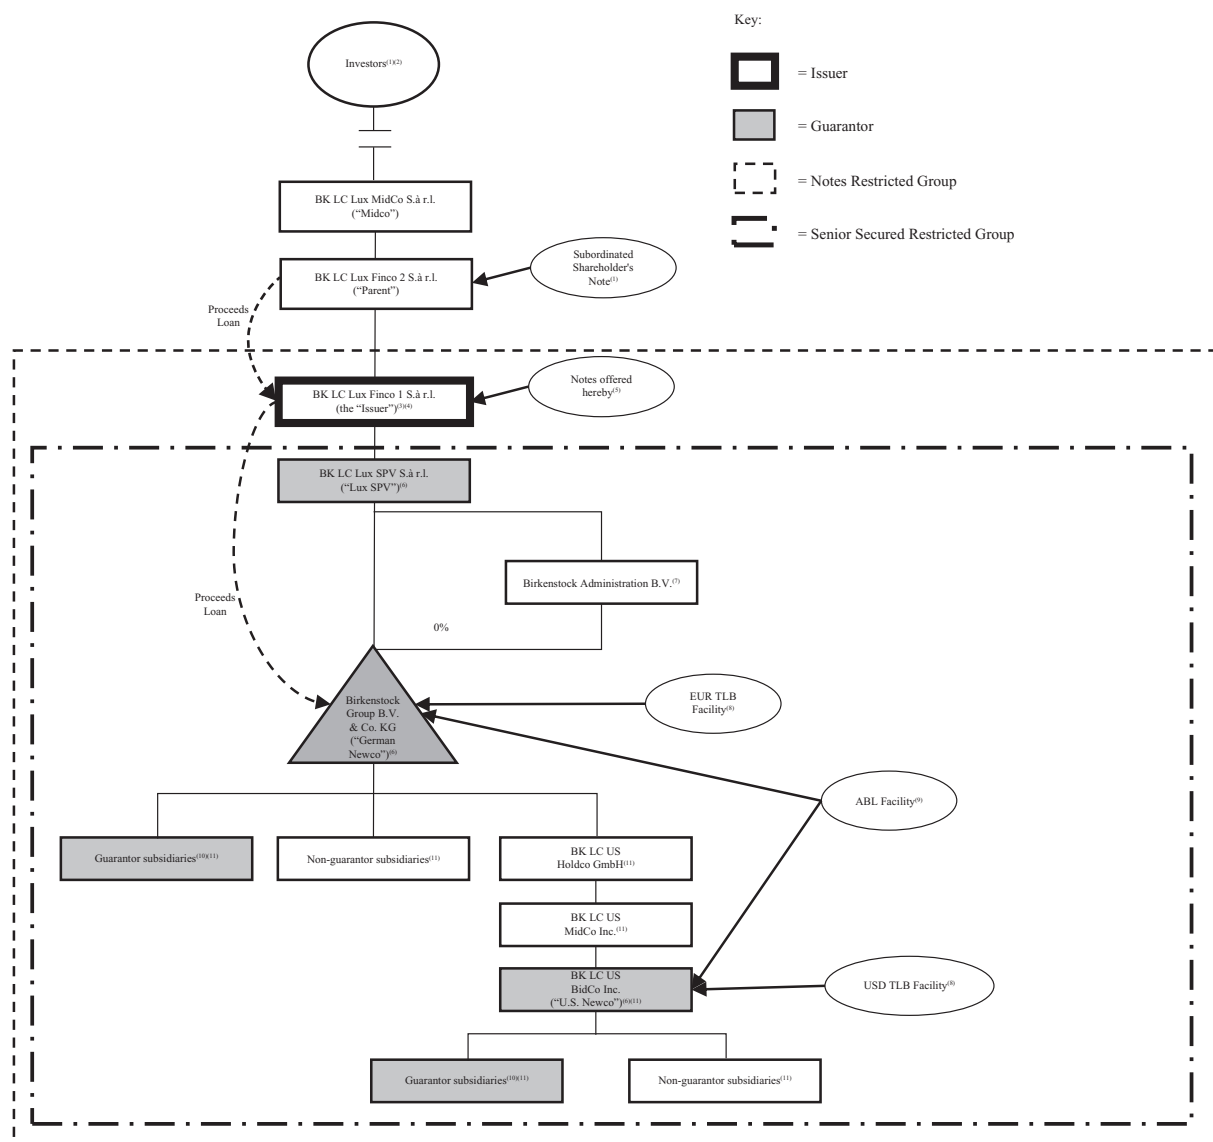 Key:
Investors(1)(2)
= Issuer
= Guarantor
= Notes Restricted Group
BK LC Lux MidCo S.à r.l.
(“Midco”)
= Senior Secured Restricted Group
Subordinated
Shareholder's
Note(1)
BK LC Lux Finco 2 S.à r.l.
(“Parent”)
Proceeds
Loan
Notes offered
hereby(5)
BK LC Lux Finco 1 S.à r.l.
(the “Issuer”)(3)(4)
BK LC Lux SPV S.à r.l.
(“Lux SPV”)(6)
Birkenstock Administration B.V.(7)
Proceeds
Loan
0%
Birkenstock
Group B.V.
& Co. KG
(“German
Newco”)(6)
EUR TLB
Facility(8)
ABL Facility(9)
Guarantor subsidiaries(10)(11)
Non-guarantor subsidiaries(11)
BK LC US
Holdco GmbH(11)
BK LC US
MidCo Inc.(11)
BK LC US
BidCo Inc.
(“U.S. Newco”)(6)(11)
USD TLB Facility(8)
Guarantor subsidiaries(10)(11)
Non-guarantor subsidiaries(11)